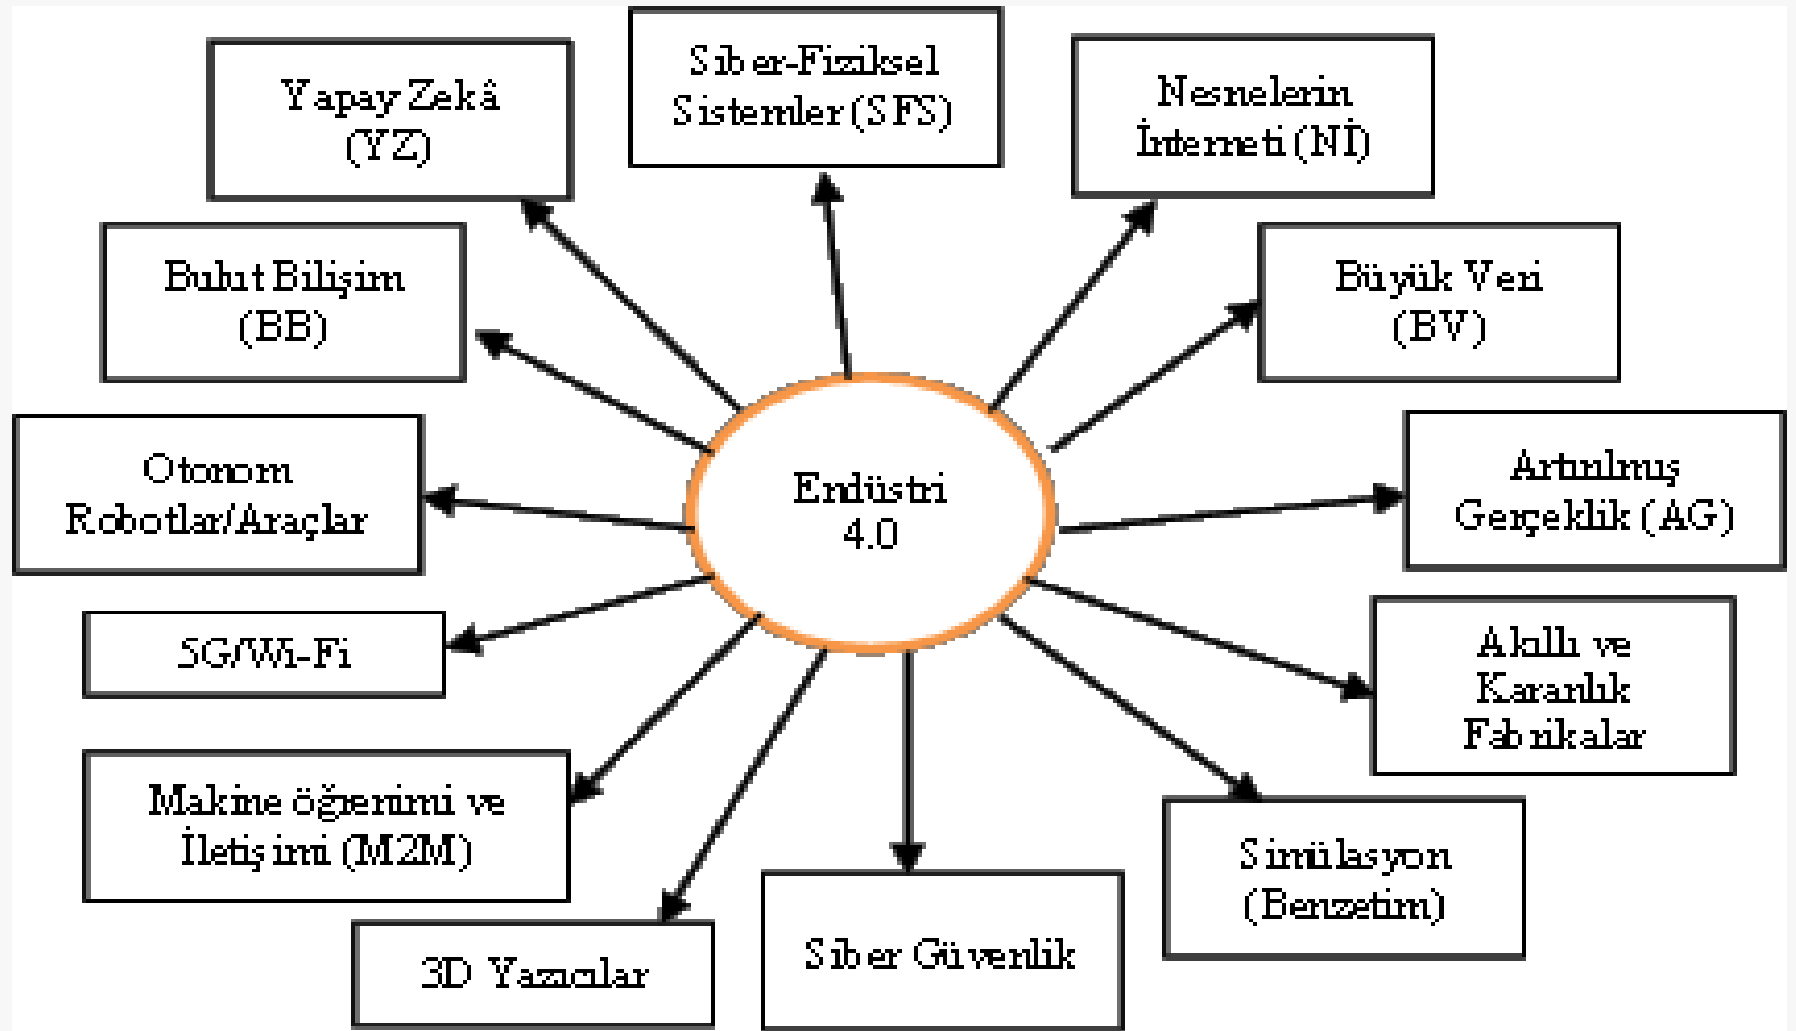 Siber-Fiziksel
Sistemler (SFS)
Yapay Zekâ
(YZ)
Nesnelerin
İnterneti (Nİ)
Bulut Bilişim
(BB)
Büyük Veri
(BV)
Otonom
Robotlar/Araçlar
Endüstri
4.0
Artırılmış
Gerçeklik (AG)
5G/Wi-Fi
Akıllı ve
Karanlık
Fabrikalar
Makine öğrenimi ve
İletişimi (M2M)
Simülasyon
(Benzetim)
3D Yazıcılar
Siber Güvenlik